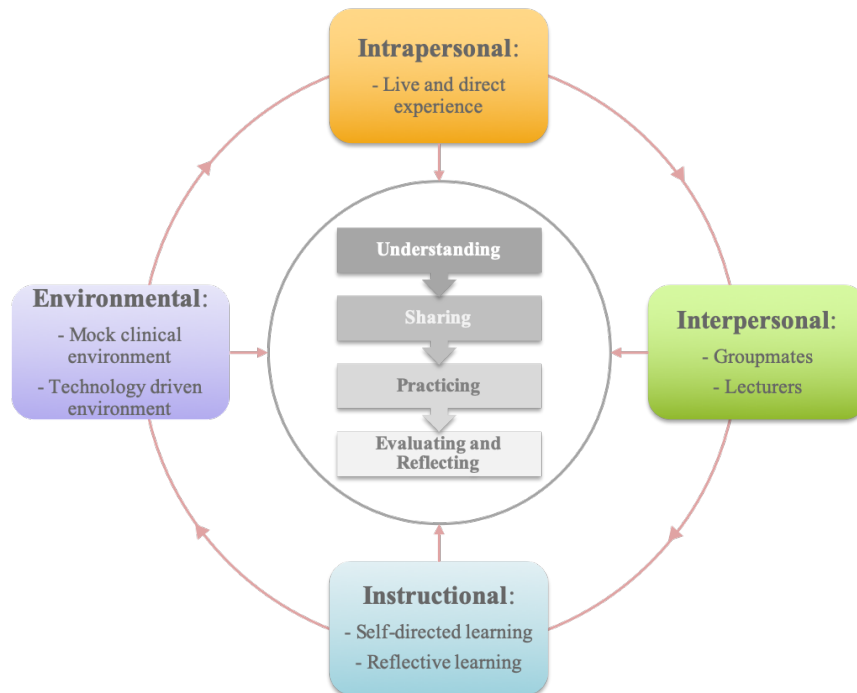 Intrapersonal:
- Live and direct
experience
Understanding
Sharing
Practicing
Evaluating and
Reflecting
Environmental:
- Mock clinical
environment
- Technology driven
environment
Interpersonal:
- Groupmates
- Lecturers
Instructional:
- Self-directed learning
- Reflective learning